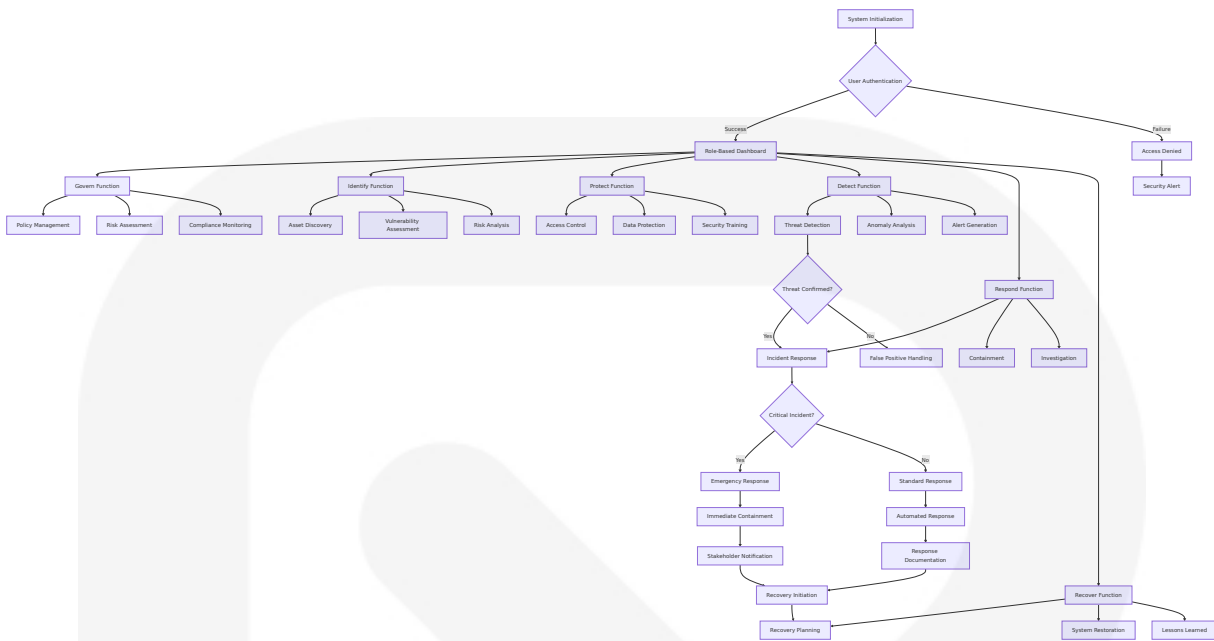 System Initialization
User Authentication
Success
Failure
Role-Based Dashboard
Access Denied
Govern Function
Identify Function
Protect Function
Detect Function
Security Alert
Policy Management
Risk Assessment
Compliance Monitoring
Asset Discovery
Vulnerability
Assessment
Risk Analysis
Access Control
Data Protection
Security Training
Threat Detection
Anomaly Analysis
Alert Generation
Threat Confirmed?
Respond Function
Yes
No
Incident Response
False Positive Handling
Containment
Investigation
Critical Incident?
Yes
No
Emergency Response
Standard Response
Immediate Containment
Automated Response
Stakeholder Notification
Response
Documentation
Recovery Initiation
Recover Function
Recovery Planning
System Restoration
Lessons Learned